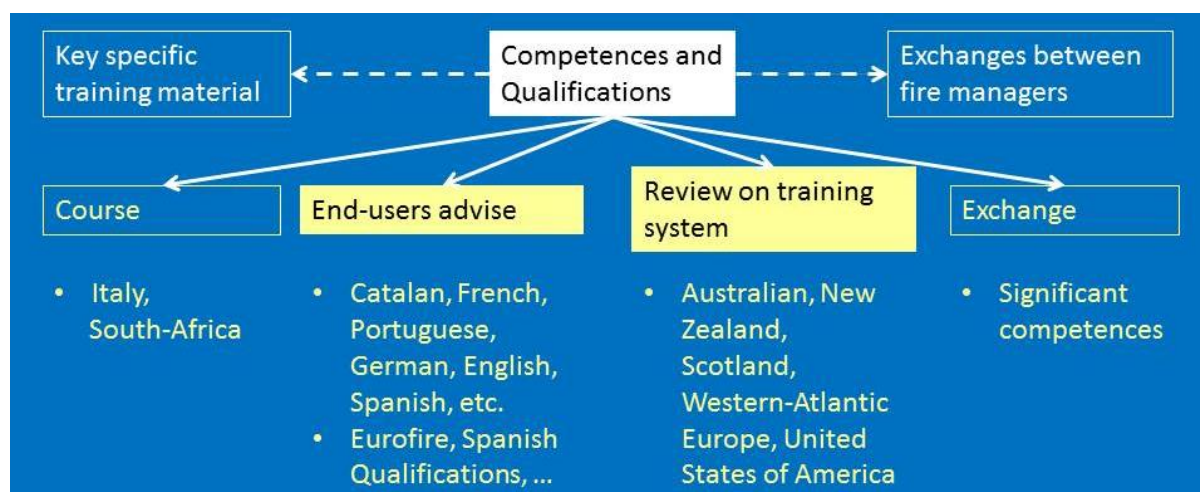 Key specific
training material
Competences and
Qualifications
Exchanges between
fire managers
Course
End-users advise
Review on training
system
Exchange
• Italy,
South-Africa
• Catalan, French,
Portuguese,
German, English,
Spanish, etc.
• Eurofire, Spanish
Qualifications, ...
• Australian, New
Zealand,
Scotland,
Western-Atlantic
Europe, United
States of America
• Significant
competences